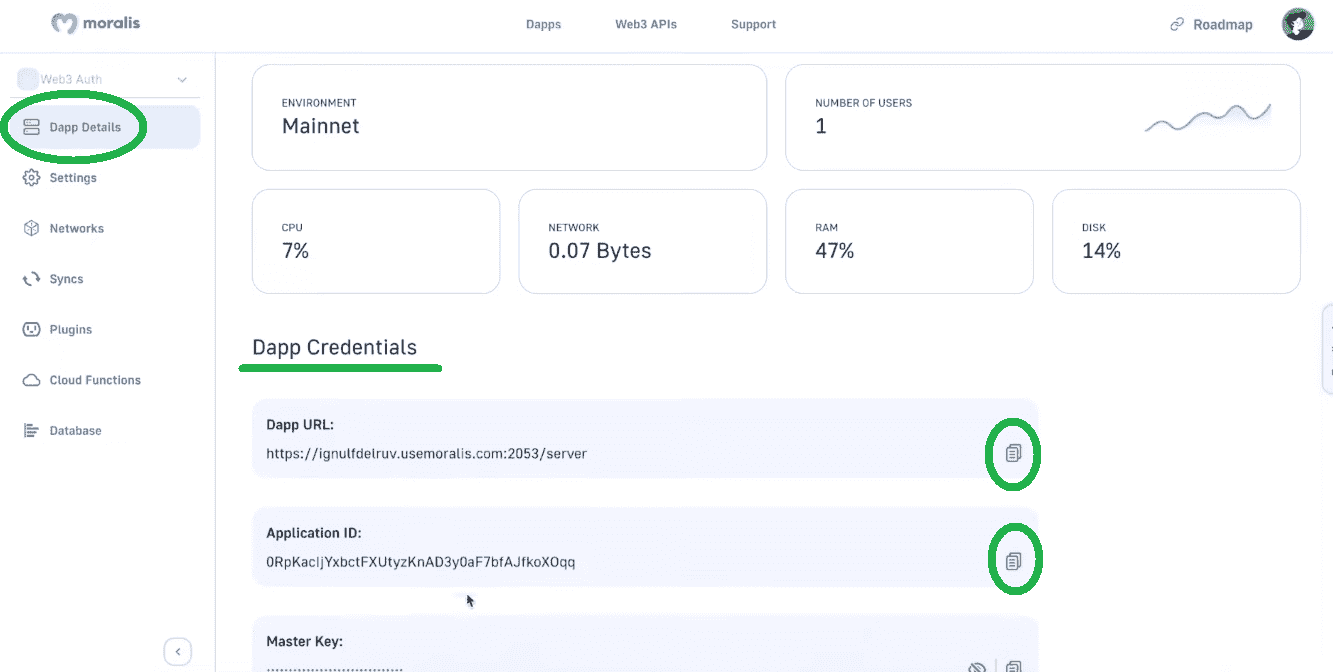 moralis
Dapps
Web3 APIs
Support
Roadmap
Web3 Auth
Dapp Details
Settings
Networks
Syncs
Plugins
Cloud Functions
Database
ENVIRONMENT
Mainnet
NUMBER OF USERS
1
CPU
7%
NETWORK
0.07 Bytes
RAM
47%
DISK
14%
Dapp Credentials
Dapp URL:
https://ignulfdelruv.usemoralis.com:2053/server
Application ID:
0RpKacIjYxbctFXUtyzKnAD3y0aF7bfAJfkoXOqq
Master Key: